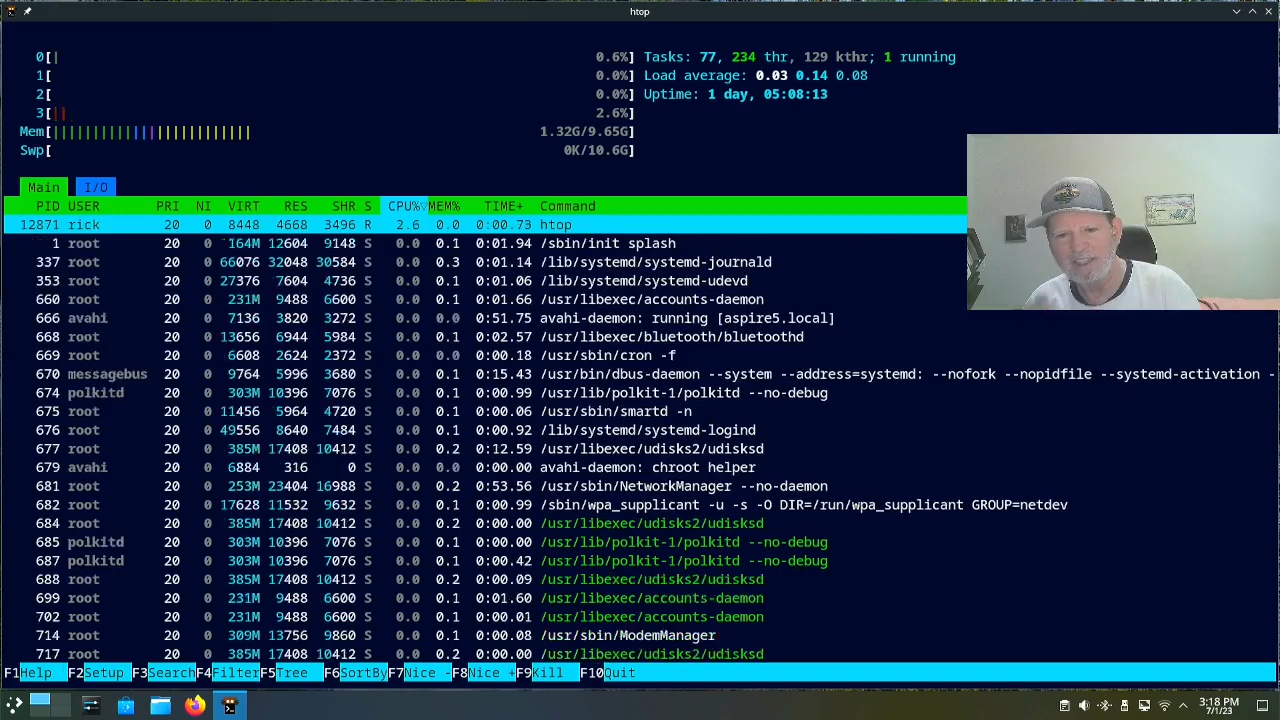 htop
0[| 0.6%] Tasks: 77, 234 thr, 129 kthr; 1 running
1[ 0.0%] Load average: 0.03 0.14 0.08
2[ 0.0%] Uptime: 1 day, 05:08:13
3[|| 2.6%]
Mem[||||||||||||||||||||||||| 1.32G/9.65G]
Swp[ 0K/10.6G]
Main I/O
PID USER PRI NI VIRT RES SHR S CPU%▽MEM% TIME+ Command
12871 rick 20 0 8448 4668 3496 R 2.6 0.0 0:00.73 htop
1 root 20 0 164M 12604 9148 S 0.0 0.1 0:01.94 /sbin/init splash
337 root 20 0 66076 32048 30584 S 0.0 0.3 0:01.14 /lib/systemd/systemd-journald
353 root 20 0 27376 7604 4736 S 0.0 0.1 0:01.06 /lib/systemd/systemd-udevd
660 root 20 0 231M 9488 6600 S 0.0 0.1 0:01.66 /usr/libexec/accounts-daemon
666 avahi 20 0 7136 3820 3272 S 0.0 0.0 0:51.75 avahi-daemon: running [aspire5.local]
668 root 20 0 13656 6944 5984 S 0.0 0.1 0:02.57 /usr/libexec/bluetooth/bluetoothd
669 root 20 0 6608 2624 2372 S 0.0 0.0 0:00.18 /usr/sbin/cron -f
670 messagebus 20 0 9764 5996 3680 S 0.0 0.1 0:15.43 /usr/bin/dbus-daemon --system --address=systemd: --nofork --nopidfile --systemd-activation -
674 polkitd 20 0 303M 10396 7076 S 0.0 0.1 0:00.99 /usr/lib/polkit-1/polkitd --no-debug
675 root 20 0 11456 5964 4720 S 0.0 0.1 0:00.06 /usr/sbin/smartd -n
676 root 20 0 49556 8640 7484 S 0.0 0.1 0:00.92 /lib/systemd/systemd-logind
677 root 20 0 385M 17408 10412 S 0.0 0.2 0:12.59 /usr/libexec/udisks2/udisksd
679 avahi 20 0 6884 316 0 S 0.0 0.0 0:00.00 avahi-daemon: chroot helper
681 root 20 0 253M 23404 16988 S 0.0 0.2 0:53.56 /usr/sbin/NetworkManager --no-daemon
682 root 20 0 17628 11532 9632 S 0.0 0.1 0:00.99 /sbin/wpa_supplicant -u -s -O DIR=/run/wpa_supplicant GROUP=netdev
684 root 20 0 385M 17408 10412 S 0.0 0.2 0:00.00 /usr/libexec/udisks2/udisksd
685 polkitd 20 0 303M 10396 7076 S 0.0 0.1 0:00.00 /usr/lib/polkit-1/polkitd --no-debug
687 polkitd 20 0 303M 10396 7076 S 0.0 0.1 0:00.42 /usr/lib/polkit-1/polkitd --no-debug
688 root 20 0 385M 17408 10412 S 0.0 0.2 0:00.09 /usr/libexec/udisks2/udisksd
699 root 20 0 231M 9488 6600 S 0.0 0.1 0:01.60 /usr/libexec/accounts-daemon
702 root 20 0 231M 9488 6600 S 0.0 0.1 0:00.01 /usr/libexec/accounts-daemon
714 root 20 0 309M 13756 9860 S 0.0 0.1 0:00.08 /usr/sbin/ModemManager
717 root 20 0 385M 17408 10412 S 0.0 0.2 0:00.00 /usr/libexec/udisks2/udisksd
F1Help F2Setup F3SearchF4FilterF5Tree F6SortByF7Nice -F8Nice +F9Kill F10Quit
3:18 PM
7/1/23